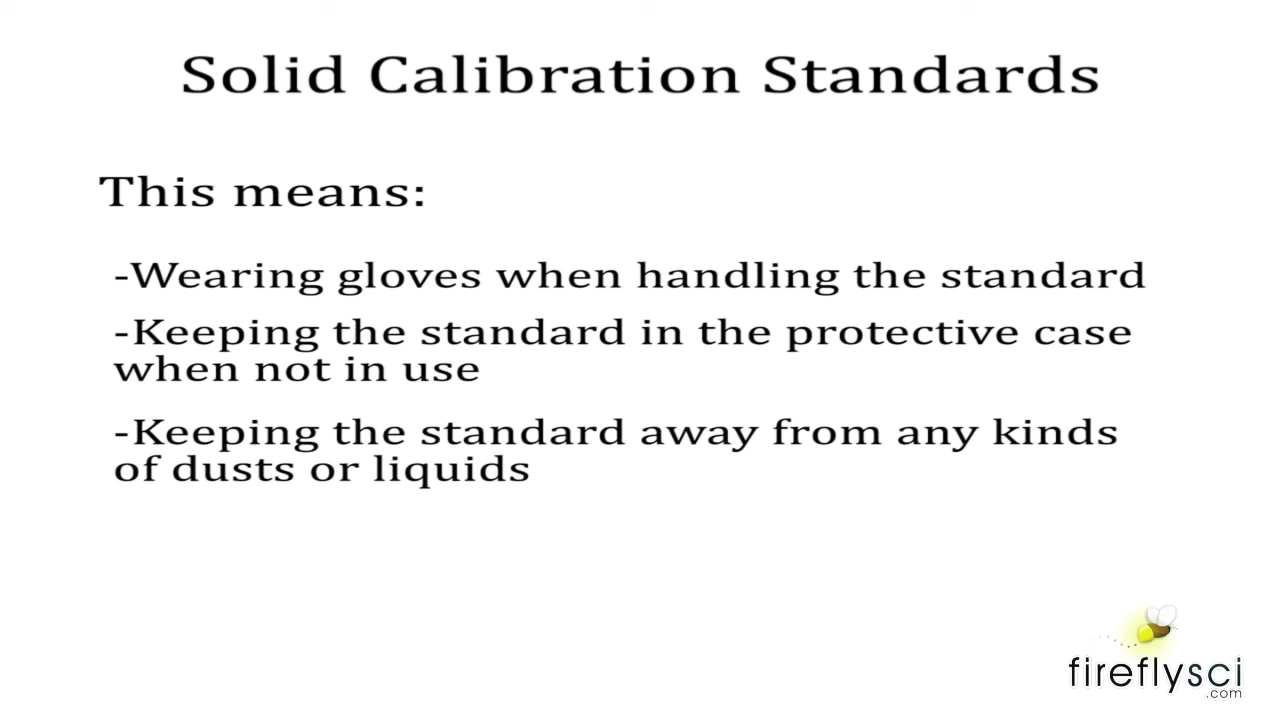 Solid Calibration Standards
This means:
-Wearing gloves when handling the standard
-Keeping the standard in the protective case
when not in use
-Keeping the standard away from any kinds
of dusts or liquids
fireflysci
.com